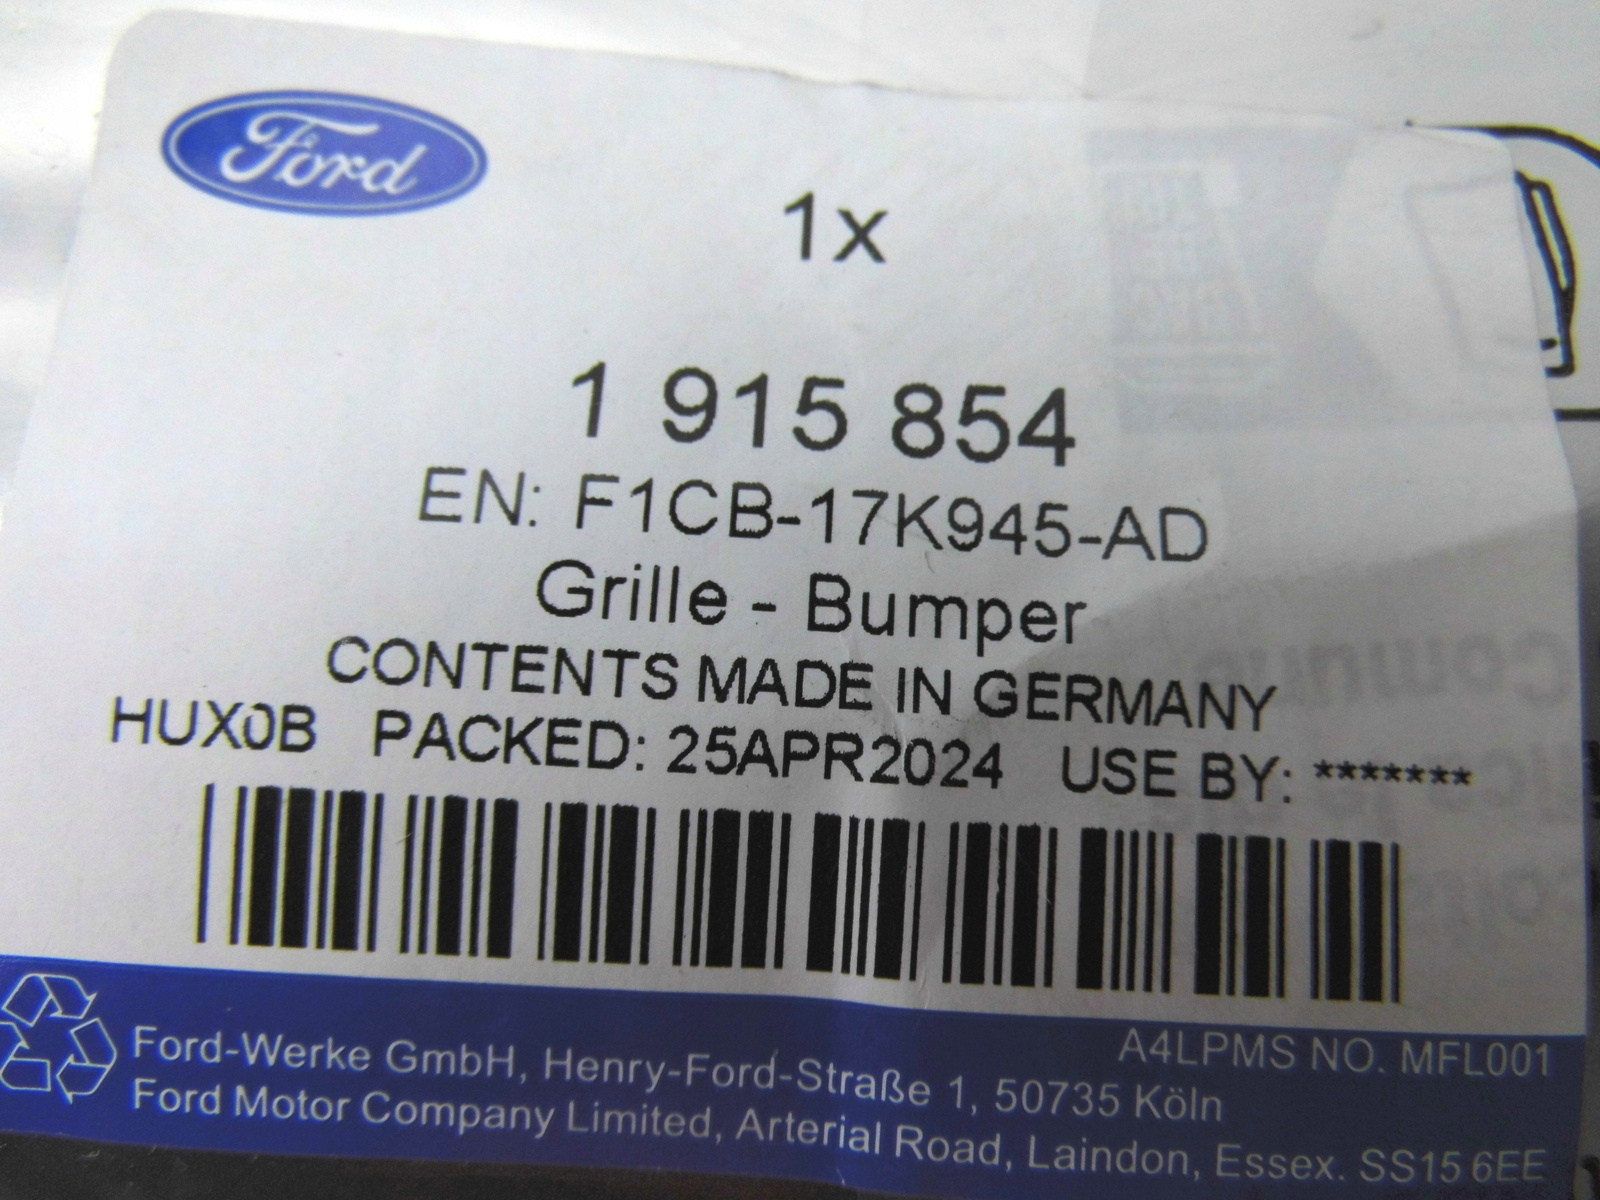 Ford
1x
1 915 854
EN: F1CB-17K945-AD
Grille - Bumper
CONTENTS MADE IN GERMANY
HUX0B PACKED: 25APR2024 USE BY: *******
A4LPMS NO. MFL001
Ford-Werke GmbH, Henry-Ford-Straße 1, 50735 Köln
Ford Motor Company Limited, Arterial Road, Laindon, Essex. SS15 6EE